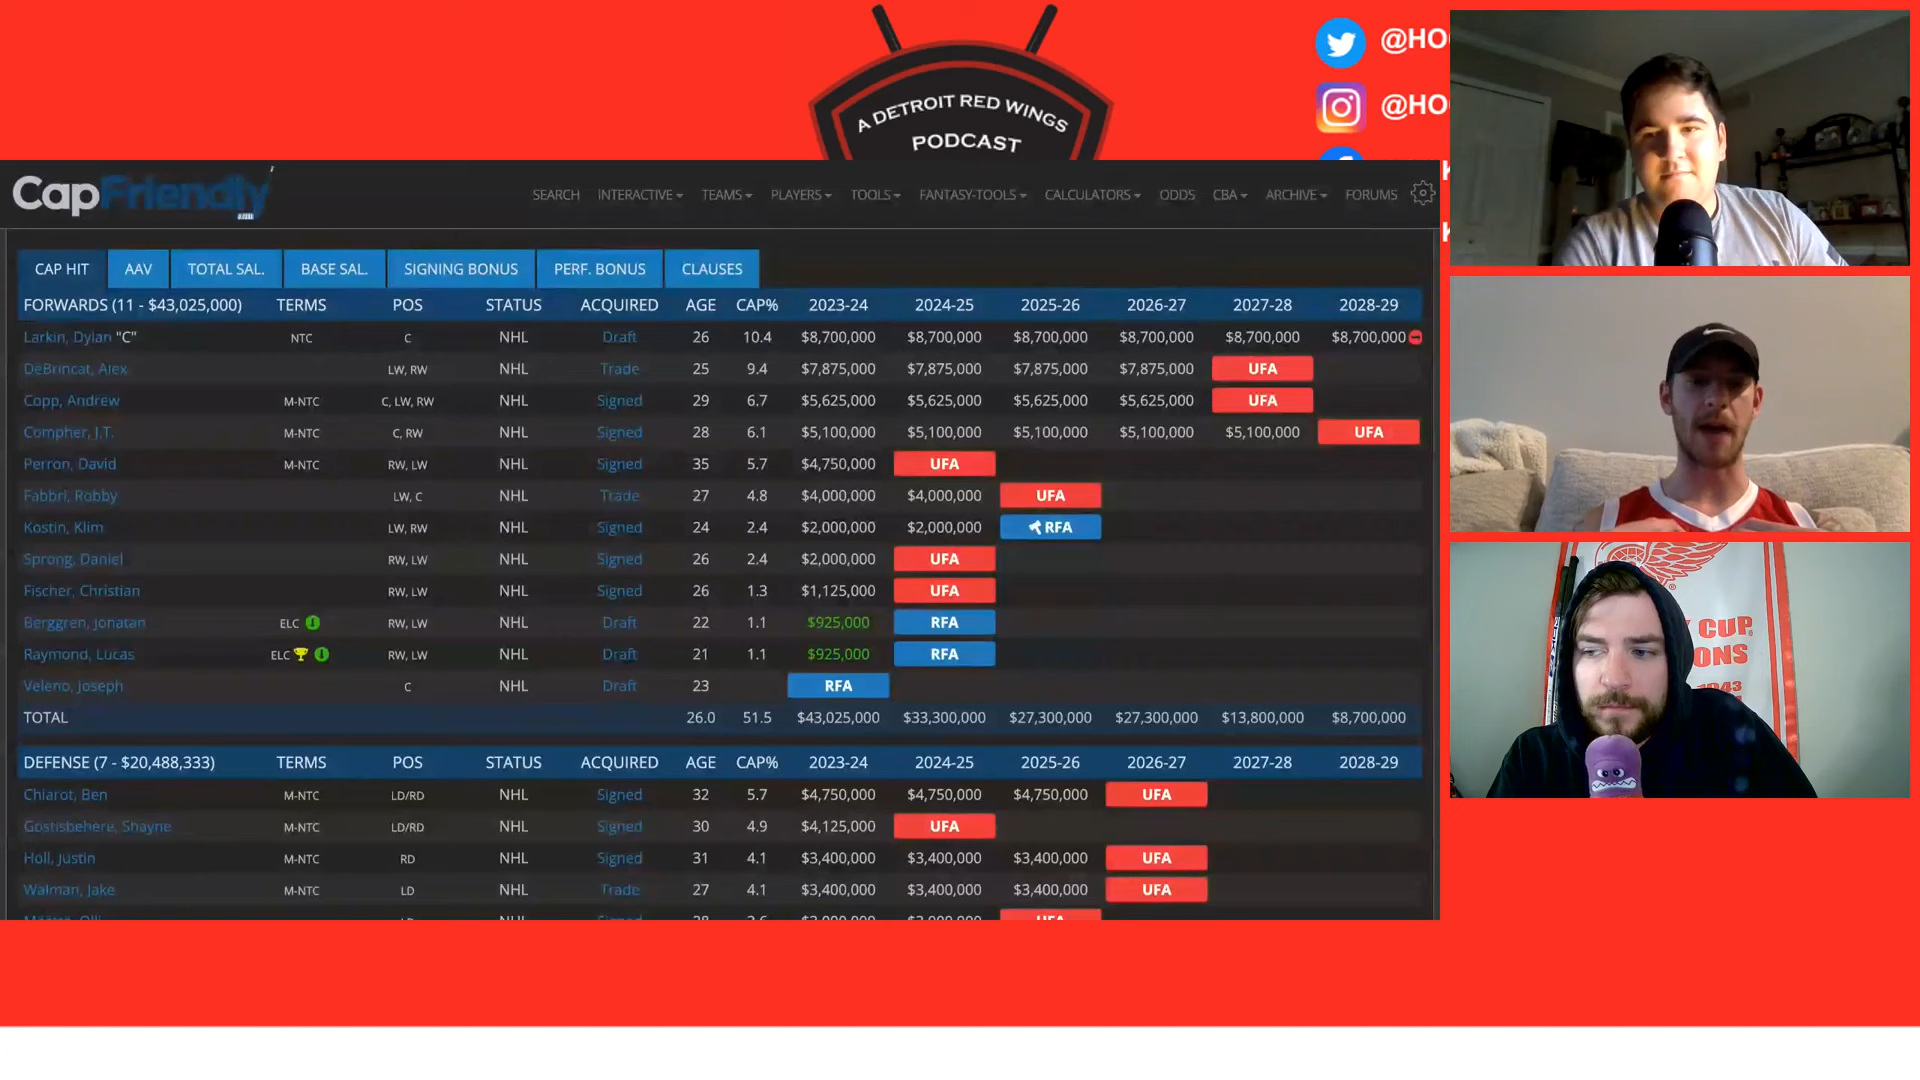 A DETROIT RED WINGS
PODCAST
@HO
@HO
CapFriendly
.com
SEARCH INTERACTIVE TEAMS PLAYERS TOOLS FANTASY-TOOLS CALCULATORS ODDS CBA ARCHIVE FORUMS
CAP HIT AAV TOTAL SAL. BASE SAL. SIGNING BONUS PERF. BONUS CLAUSES
FORWARDS (11 - $43,025,000) TERMS POS STATUS ACQUIRED AGE CAP% 2023-24 2024-25 2025-26 2026-27 2027-28 2028-29
Larkin, Dylan "C" NTC C NHL Draft 26 10.4 $8,700,000 $8,700,000 $8,700,000 $8,700,000 $8,700,000 $8,700,000
DeBrincat, Alex LW, RW NHL Trade 25 9.4 $7,875,000 $7,875,000 $7,875,000 $7,875,000 UFA
Copp, Andrew M-NTC C, LW, RW NHL Signed 29 6.7 $5,625,000 $5,625,000 $5,625,000 $5,625,000 UFA
Compher, J.T. M-NTC C, RW NHL Signed 28 6.1 $5,100,000 $5,100,000 $5,100,000 $5,100,000 $5,100,000 UFA
Perron, David M-NTC RW, LW NHL Signed 35 5.7 $4,750,000 UFA
Fabbri, Robby LW, C NHL Trade 27 4.8 $4,000,000 $4,000,000 UFA
Kostin, Klim LW, RW NHL Signed 24 2.4 $2,000,000 $2,000,000 RFA
Sprong, Daniel RW, LW NHL Signed 26 2.4 $2,000,000 UFA
Fischer, Christian RW, LW NHL Signed 26 1.3 $1,125,000 UFA
Berggren, Jonatan ELC RW, LW NHL Draft 22 1.1 $925,000 RFA
Raymond, Lucas ELC RW, LW NHL Draft 21 1.1 $925,000 RFA
Veleno, Joseph C NHL Draft 23 RFA
TOTAL 26.0 51.5 $43,025,000 $33,300,000 $27,300,000 $27,300,000 $13,800,000 $8,700,000
DEFENSE (7 - $20,488,333) TERMS POS STATUS ACQUIRED AGE CAP% 2023-24 2024-25 2025-26 2026-27 2027-28 2028-29
Chiarot, Ben M-NTC LD/RD NHL Signed 32 5.7 $4,750,000 $4,750,000 $4,750,000 UFA
Gostisbehere, Shayne M-NTC LD/RD NHL Signed 30 4.9 $4,125,000 UFA
Holl, Justin M-NTC RD NHL Signed 31 4.1 $3,400,000 $3,400,000 $3,400,000 UFA
Walman, Jake M-NTC LD NHL Trade 27 4.1 $3,400,000 $3,400,000 $3,400,000 UFA
CUP
ONS
1943